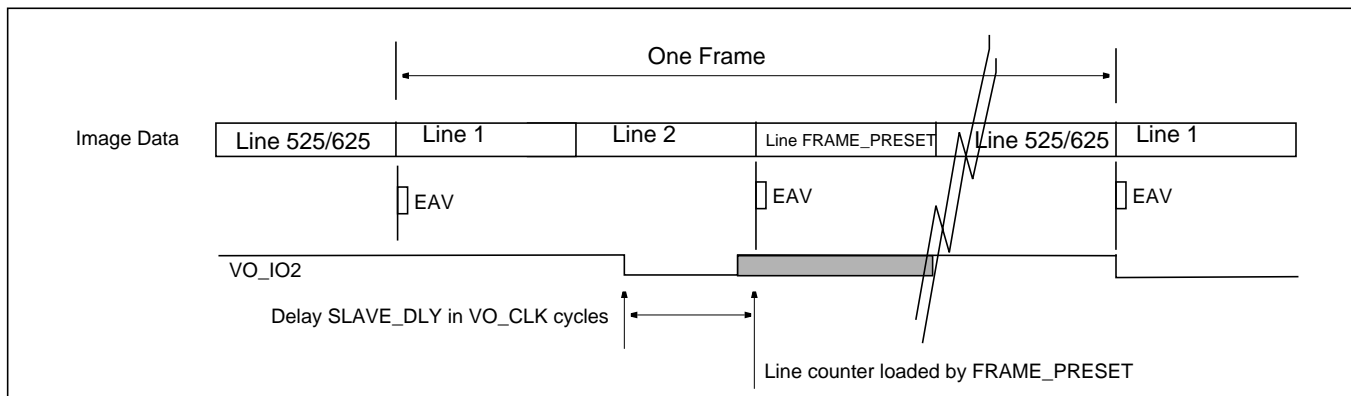 One Frame
Image Data
Line 525/625
Line 1
Line 2
Line FRAME_PRESET
Line 525/625
Line 1
EAV
EAV
EAV
VO_IO2
Delay SLAVE_DLY in VO_CLK cycles
Line counter loaded by FRAME_PRESET